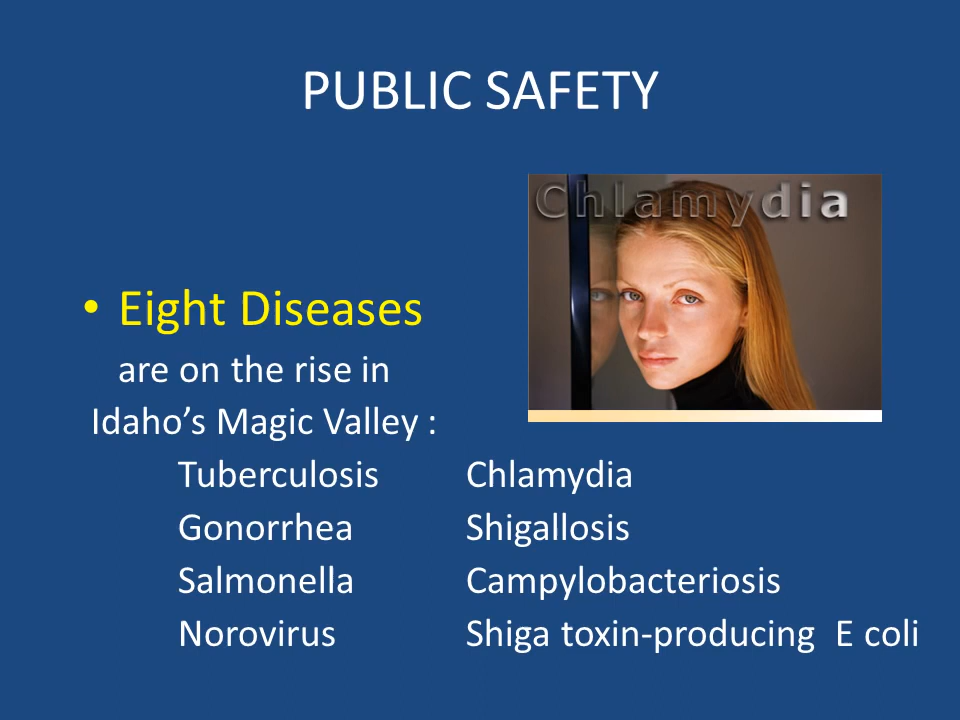 PUBLIC SAFETY
Chlamydia
• Eight Diseases
are on the rise in
Idaho’s Magic Valley :
Tuberculosis Chlamydia
Gonorrhea Shigallosis
Salmonella Campylobacteriosis
Norovirus Shiga toxin-producing E coli